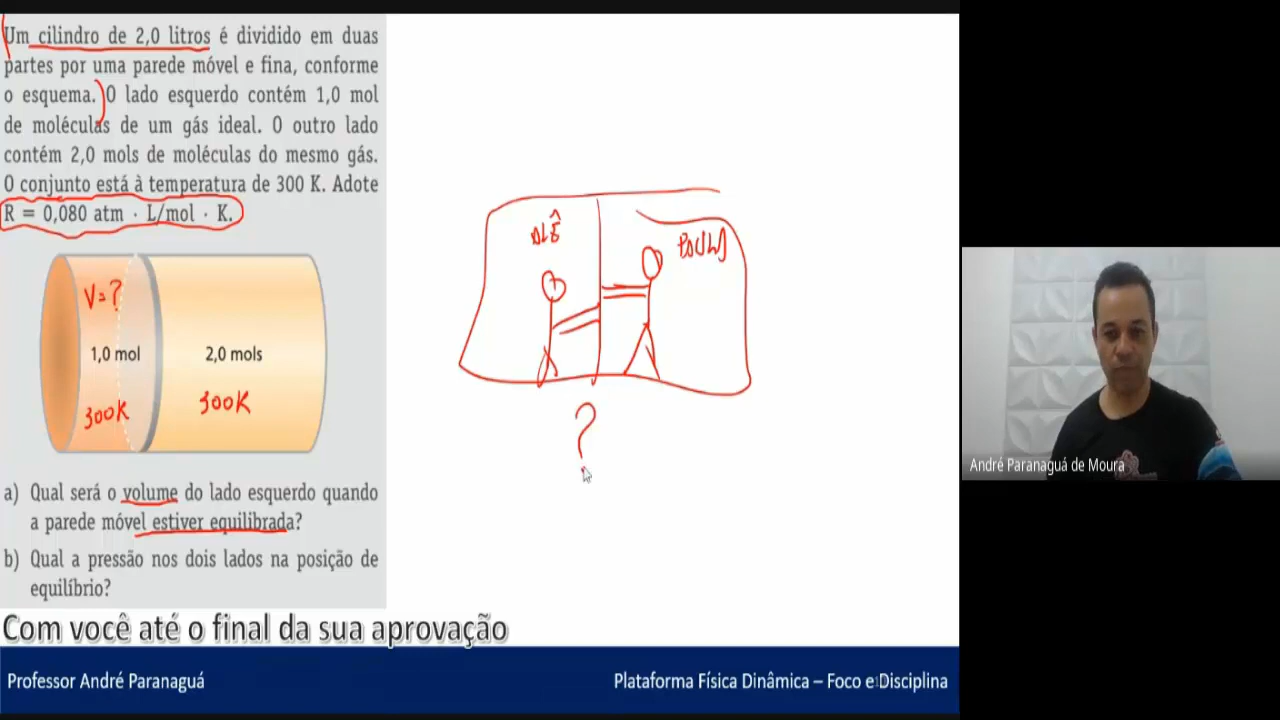 Um cilindro de 2,0 litros é dividido em duas
partes por uma parede móvel e fina, conforme
o esquema. O lado esquerdo contém 1,0 mol
de moléculas de um gás ideal. O outro lado
contém 2,0 mols de moléculas do mesmo gás.
O conjunto está à temperatura de 300 K. Adote
R = 0,080 atm · L/mol · K.
V = ?
1,0 mol
2,0 mols
300K
300K
a) Qual será o volume do lado esquerdo quando
a parede móvel estiver equilibrada?
b) Qual a pressão nos dois lados na posição de
equilíbrio?
?
Com você até o final da sua aprovação
Professor André Paranaguá
Plataforma Física Dinâmica – Foco e Disciplina
André Paranaguá de Moura